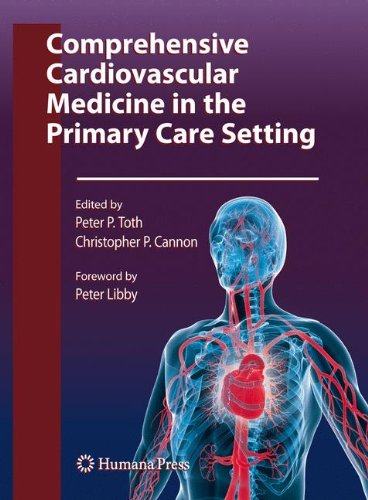 Comprehensive
Cardiovascular
Medicine in the
Primary Care Setting
Edited by
Peter P. Toth
Christopher P. Cannon
Foreword by
Peter Libby
Humana Press